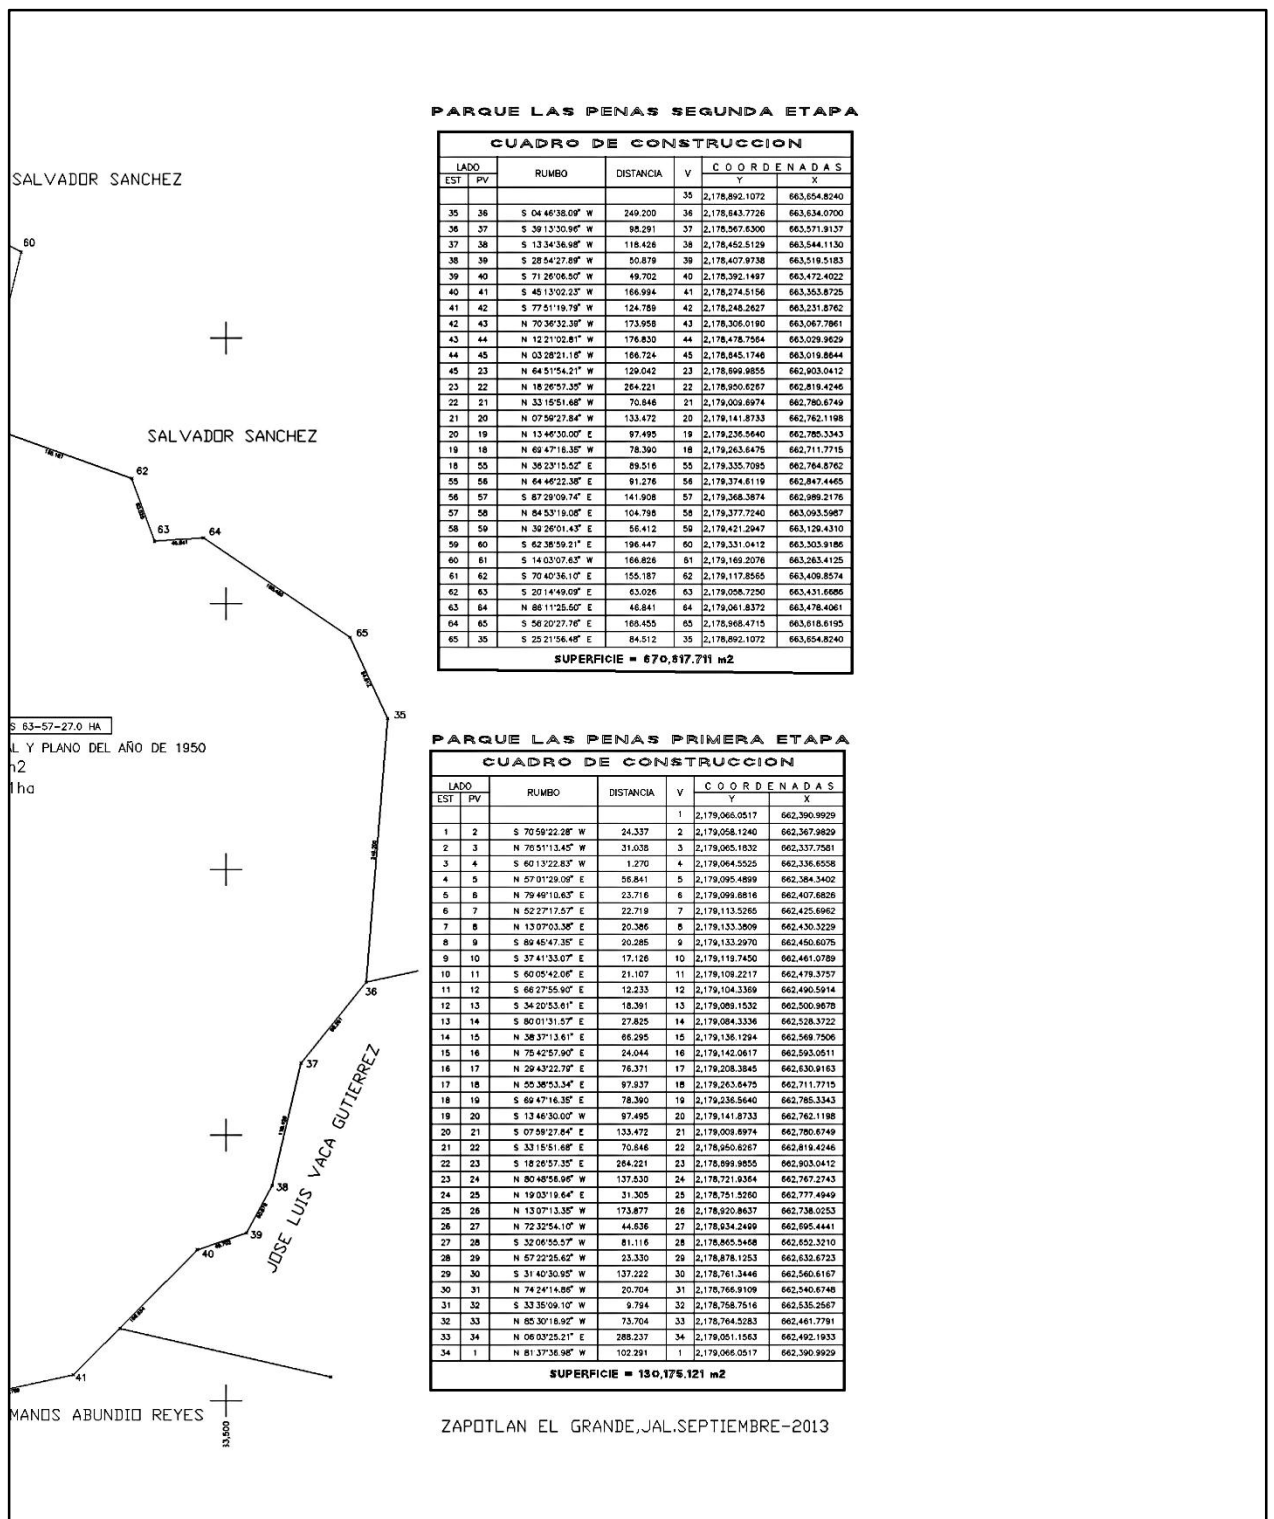 PARQUE LAS PENAS SEGUNDA ETAPA
CUADRO DE CONSTRUCCION
LADO RUMBO DISTANCIA V C O O R D E N A D A S
EST PV Y X
35 2,178,892.1072 663,654.8240
35 36 S 04 46'38.09" W 249.200 36 2,178,643.7726 663,634.0700
36 37 S 39 13'30.96" W 98.291 37 2,178,567.6300 663,571.9137
37 38 S 13 34'36.98" W 118.426 38 2,178,452.5129 663,544.1130
38 39 S 28 54'27.89" W 50.879 39 2,178,407.9738 663,519.5183
39 40 S 71 26'06.50" W 49.702 40 2,178,392.1497 663,472.4022
40 41 S 45 13'02.23" W 166.994 41 2,178,274.5156 663,353.8725
41 42 S 77 51'19.79" W 124.789 42 2,178,248.2627 663,231.8762
42 43 N 70 36'32.39" W 173.958 43 2,178,306.0190 663,067.7861
43 44 N 12 21'02.81" W 176.830 44 2,178,478.7564 663,029.9629
44 45 N 03 28'21.16" W 166.724 45 2,178,645.1746 663,019.8644
45 23 N 64 51'54.21" W 129.042 23 2,178,699.9855 662,903.0412
23 22 N 18 26'57.35" W 264.221 22 2,178,950.6267 662,819.4246
22 21 N 33 15'51.68" W 70.646 21 2,179,009.6974 662,780.6749
21 20 N 07 59'27.84" W 133.472 20 2,179,141.8733 662,762.1198
20 19 N 13 46'30.00" E 97.495 19 2,179,236.5640 662,785.3343
19 18 N 69 47'16.35" W 78.390 18 2,179,263.6475 662,711.7715
18 55 N 36 23'15.52" E 89.516 55 2,179,335.7095 662,764.8762
55 56 N 64 46'22.38" E 91.276 56 2,179,374.6119 662,847.4465
56 57 S 87 29'09.74" E 141.908 57 2,179,368.3874 662,989.2176
57 58 N 84 53'19.08" E 104.798 58 2,179,377.7240 663,093.5987
58 59 N 39 26'01.43" E 56.412 59 2,179,421.2947 663,129.4310
59 60 S 62 38'59.21" E 196.447 60 2,179,331.0412 663,303.9186
60 61 S 14 03'07.63" W 166.826 61 2,179,169.2076 663,263.4125
61 62 S 70 40'36.10" E 155.187 62 2,179,117.8565 663,409.8574
62 63 S 20 14'49.09" E 63.026 63 2,179,058.7250 663,431.6686
63 64 N 86 11'25.50" E 46.841 64 2,179,061.8372 663,478.4061
64 65 S 56 20'27.76" E 168.455 65 2,178,968.4715 663,618.6195
65 35 S 25 21'56.48" E 84.512 35 2,178,892.1072 663,654.8240
SUPERFICIE = 670,817.711 m2
SALVADOR SANCHEZ
60
SALVADOR SANCHEZ
62
63
64
65
35
S 63-57-27.0 HA
AL Y PLANO DEL AÑO DE 1950
m2
1ha
36
37
JOSE LUIS VACA GUTIERREZ
38
39
40
41
MANOS ABUNDIO REYES
PARQUE LAS PENAS PRIMERA ETAPA
CUADRO DE CONSTRUCCION
LADO RUMBO DISTANCIA V C O O R D E N A D A S
EST PV Y X
1 2,179,066.0517 662,390.9929
1 2 S 70 59'22.28" W 24.337 2 2,179,058.1240 662,367.9829
2 3 N 76 51'13.45" W 31.038 3 2,179,065.1832 662,337.7581
3 4 S 60 13'22.83" W 1.270 4 2,179,064.5525 662,336.6558
4 5 N 57 01'29.09" E 56.841 5 2,179,095.4899 662,384.3402
5 6 N 79 49'10.63" E 23.716 6 2,179,099.6816 662,407.6826
6 7 N 52 27'17.57" E 22.719 7 2,179,113.5265 662,425.6962
7 8 N 13 07'03.38" E 20.386 8 2,179,133.3809 662,430.3229
8 9 S 89 45'47.35" E 20.285 9 2,179,133.2970 662,450.6075
9 10 S 37 41'33.07" E 17.126 10 2,179,119.7450 662,461.0789
10 11 S 60 05'42.06" E 21.107 11 2,179,109.2217 662,479.3757
11 12 S 66 27'55.90" E 12.233 12 2,179,104.3369 662,490.5914
12 13 S 34 20'53.61" E 18.391 13 2,179,089.1532 662,500.9678
13 14 S 80 01'31.57" E 27.825 14 2,179,084.3336 662,528.3722
14 15 N 38 37'13.61" E 66.295 15 2,179,136.1294 662,569.7506
15 16 N 75 42'57.90" E 24.044 16 2,179,142.0617 662,593.0511
16 17 N 29 43'22.79" E 76.371 17 2,179,208.3845 662,630.9163
17 18 N 55 38'53.34" E 97.937 18 2,179,263.6475 662,711.7715
18 19 S 69 47'16.35" E 78.390 19 2,179,236.5640 662,785.3343
19 20 S 13 46'30.00" W 97.495 20 2,179,141.8733 662,762.1198
20 21 S 07 59'27.84" E 133.472 21 2,179,009.6974 662,780.6749
21 22 S 33 15'51.68" E 70.646 22 2,178,950.6267 662,819.4246
22 23 S 18 26'57.35" E 264.221 23 2,178,699.9855 662,903.0412
23 24 N 80 48'56.96" W 137.530 24 2,178,721.9364 662,767.2743
24 25 N 19 03'19.64" E 31.305 25 2,178,751.5260 662,777.4949
25 26 N 13 07'13.35" W 173.877 26 2,178,920.8637 662,738.0253
26 27 N 72 32'54.10" W 44.636 27 2,178,934.2499 662,695.4441
27 28 S 32 06'55.57" W 81.116 28 2,178,865.5468 662,652.3210
28 29 N 57 22'25.62" W 23.330 29 2,178,878.1253 662,632.6723
29 30 S 31 40'30.95" W 137.222 30 2,178,761.3446 662,560.6167
30 31 N 74 24'14.86" W 20.704 31 2,178,766.9109 662,540.6748
31 32 S 33 35'09.10" W 9.794 32 2,178,758.7516 662,535.2567
32 33 N 85 30'16.92" W 73.704 33 2,178,764.5283 662,461.7791
33 34 N 06 03'25.21" E 288.237 34 2,179,051.1563 662,492.1933
34 1 N 81 37'36.98" W 102.291 1 2,179,066.0517 662,390.9929
SUPERFICIE = 130,175.121 m2
ZAPOTLAN EL GRANDE,JAL.SEPTIEMBRE-2013